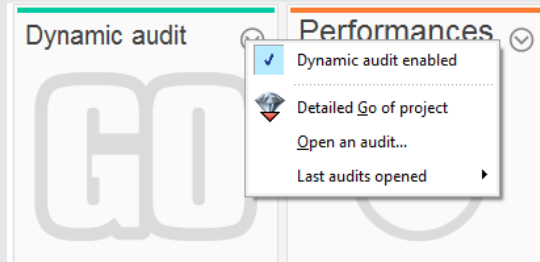 Dynamic audit
Performances
Dynamic audit enabled
Detailed Go of project
Open an audit...
Last audits opened
GO